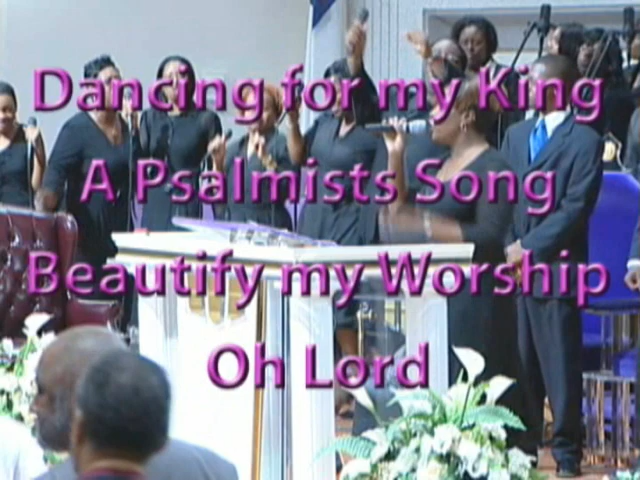 Dancing for my King
A Psalmists Song
Beautify my Worship
Oh Lord